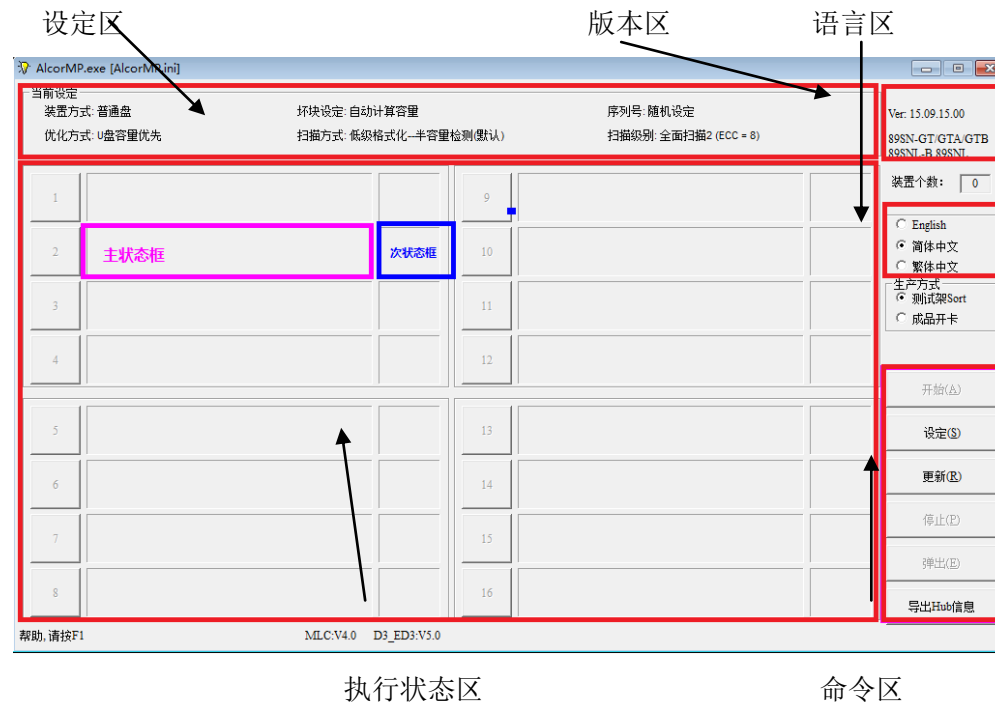 设定区 版本区 语言区
AlcorMP.exe [AlcorMP.ini]
当前设定
装置方式: 普通盘 坏块设定: 自动计算容量 序列号: 随机设定
优化方式: U盘容量优先 扫描方式: 低级格式化--半容量检测(默认) 扫描级别: 全面扫描2 (ECC = 8)
Ver: 15.09.15.00
89SN-GT/GTA/GTB
89SNL-B 89SNL
装置个数: 0
1 9
2 主状态框 次状态框 10
3 11
4 12
5 13
6 14
7 15
8 16
English
简体中文
繁体中文
生产方式
测试架Sort
成品开卡
开始(A)
设定(S)
更新(R)
停止(P)
弹出(E)
导出Hub信息
帮助, 请按F1 MLC:V4.0 D3_ED3:V5.0
执行状态区 命令区